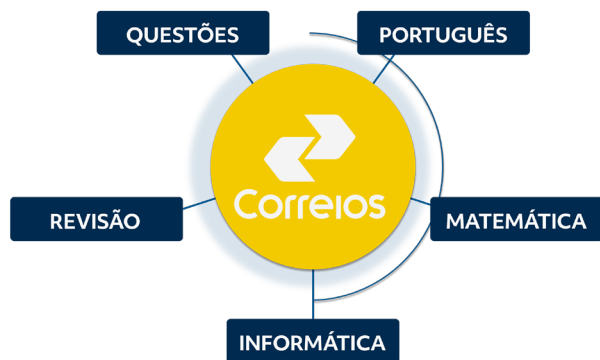 QUESTÕES
PORTUGUÊS
Correios
REVISÃO
MATEMÁTICA
INFORMÁTICA